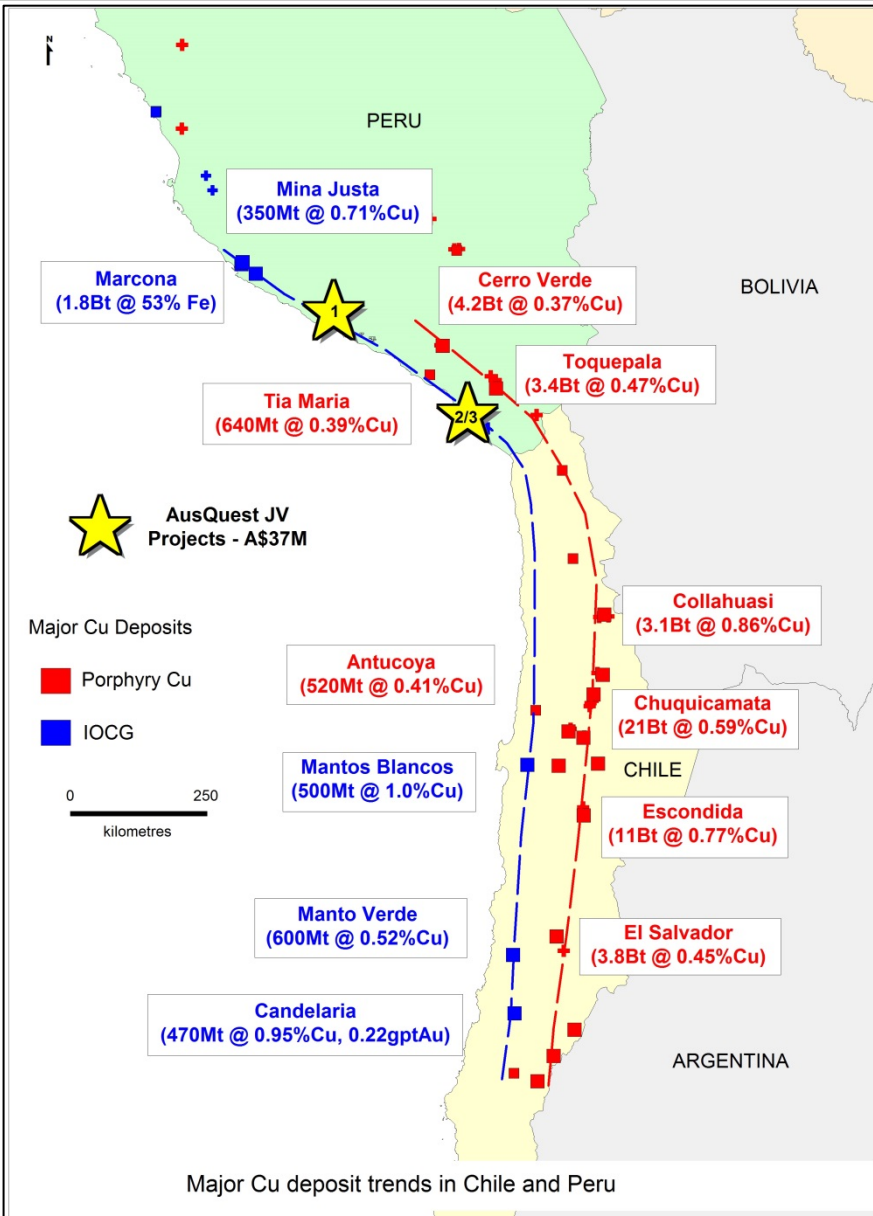 N
PERU
Mina Justa
(350Mt @ 0.71%Cu)
Marcona
(1.8Bt @ 53% Fe)
1
Cerro Verde
(4.2Bt @ 0.37%Cu)
BOLIVIA
Toquepala
(3.4Bt @ 0.47%Cu)
Tia Maria
(640Mt @ 0.39%Cu)
2/3
AusQuest JV
Projects - A$37M
Major Cu Deposits
Porphyry Cu
IOCG
0 250
kilometres
Collahuasi
(3.1Bt @ 0.86%Cu)
Antucoya
(520Mt @ 0.41%Cu)
Chuquicamata
(21Bt @ 0.59%Cu)
Mantos Blancos
(500Mt @ 1.0%Cu)
CHILE
Escondida
(11Bt @ 0.77%Cu)
Manto Verde
(600Mt @ 0.52%Cu)
El Salvador
(3.8Bt @ 0.45%Cu)
Candelaria
(470Mt @ 0.95%Cu, 0.22gptAu)
ARGENTINA
Major Cu deposit trends in Chile and Peru